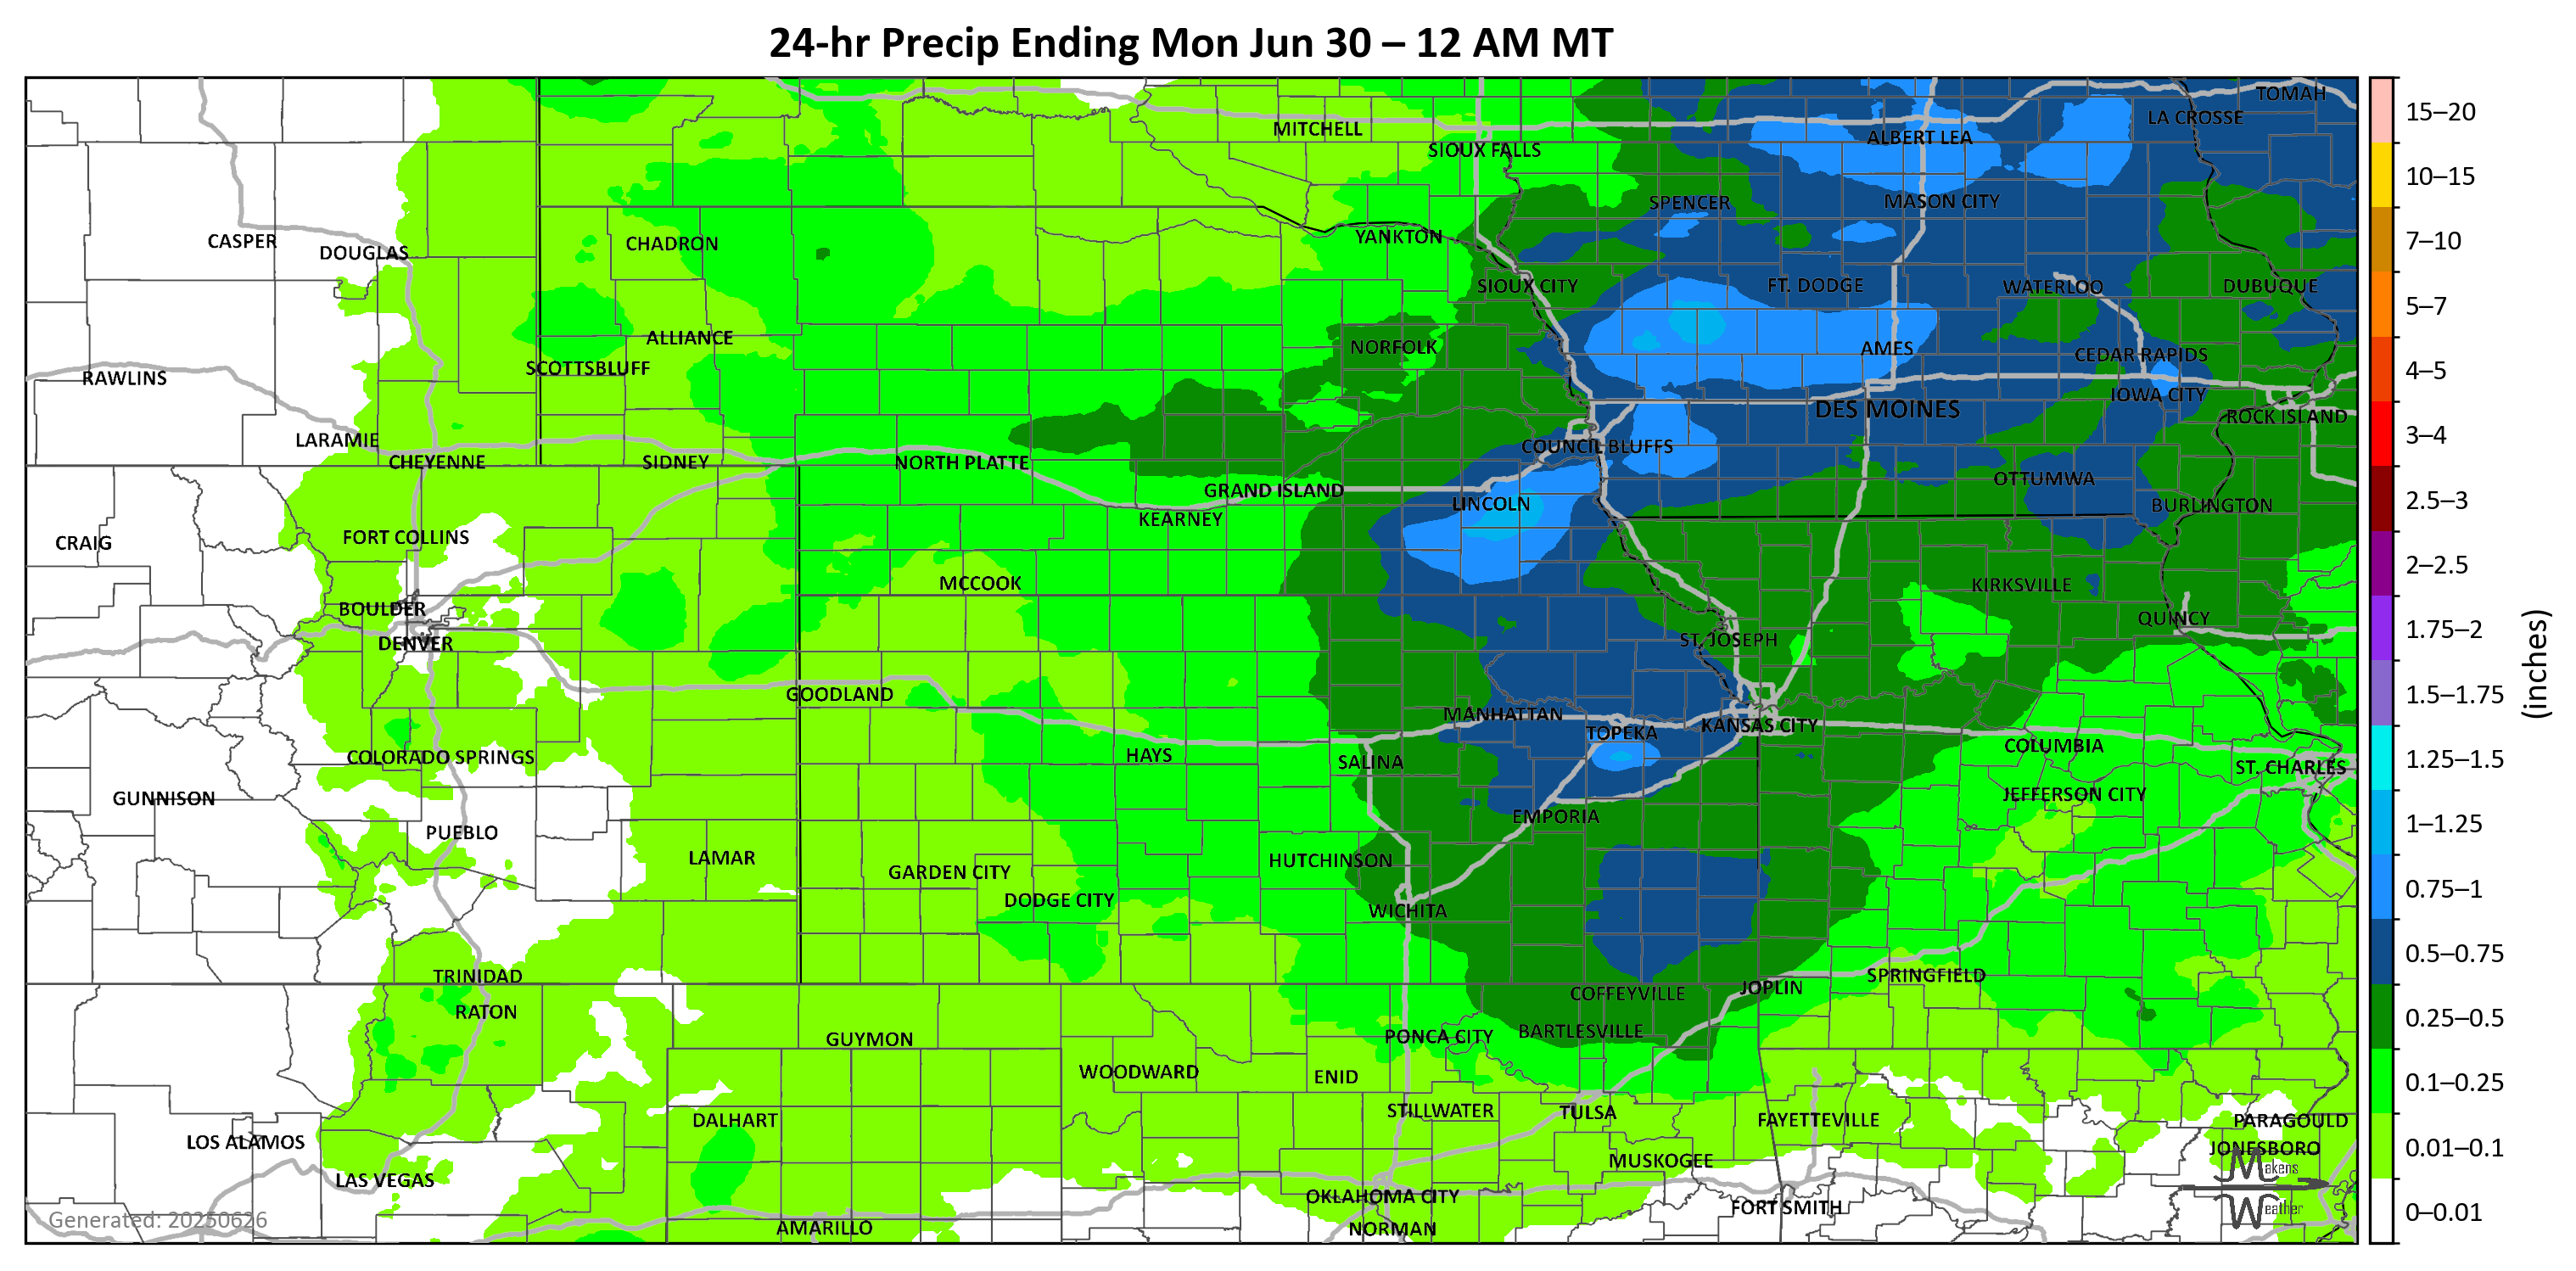 24-hr Precip Ending Mon Jun 30 – 12 AM MT
TOMAH
LA CROSSE
MITCHELL
ALBERT LEA
SIOUX FALLS
SPENCER
MASON CITY
YANKTON
CASPER
DOUGLAS
CHADRON
SIOUX CITY
FT. DODGE
WATERLOO
DUBUQUE
ALLIANCE
NORFOLK
AMES
CEDAR RAPIDS
SCOTTSBLUFF
RAWLINS
IOWA CITY
DES MOINES
ROCK ISLAND
LARAMIE
COUNCIL BLUFFS
CHEYENNE
SIDNEY
NORTH PLATTE
OTTUMWA
GRAND ISLAND
LINCOLN
BURLINGTON
KEARNEY
FORT COLLINS
CRAIG
MCCOOK
KIRKSVILLE
BOULDER
QUINCY
DENVER
ST. JOSEPH
GOODLAND
MANHATTAN
TOPEKA
KANSAS CITY
COLUMBIA
COLORADO SPRINGS
HAYS
SALINA
ST. CHARLES
GUNNISON
JEFFERSON CITY
EMPORIA
PUEBLO
LAMAR
HUTCHINSON
GARDEN CITY
DODGE CITY
WICHITA
TRINIDAD
SPRINGFIELD
COFFEYVILLE
JOPLIN
RATON
BARTLESVILLE
GUYMON
PONCA CITY
WOODWARD
ENID
STILLWATER
TULSA
DALHART
FAYETTEVILLE
PARAGOULD
LOS ALAMOS
JONESBORO
MUSKOGEE
LAS VEGAS
OKLAHOMA CITY
FORT SMITH
AMARILLO
NORMAN
Generated: 20250626
Makens
Weather
15–20
10–15
7–10
5–7
4–5
3–4
2.5–3
2–2.5
1.75–2
1.5–1.75
1.25–1.5
1–1.25
0.75–1
0.5–0.75
0.25–0.5
0.1–0.25
0.01–0.1
0–0.01
(inches)